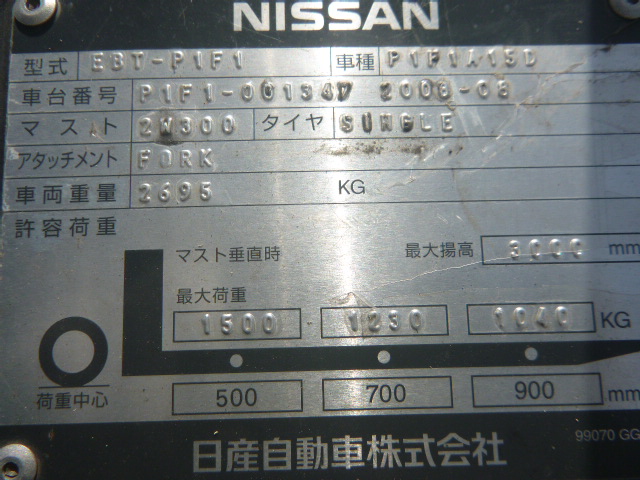 NISSAN
型式 EBT-P1F1 車種 P1F1A15D
車台番号 P1F1-001347 2008-08
マスト 2W300 タイヤ SINGLE
アタッチメント FORK
車両重量 2695 KG
許容荷重
マスト垂直時 最大揚高 3000 mm
最大荷重
1500 1230 1040 KG
荷重中心 500 700 900 mm
日産自動車株式会社 99070 GG